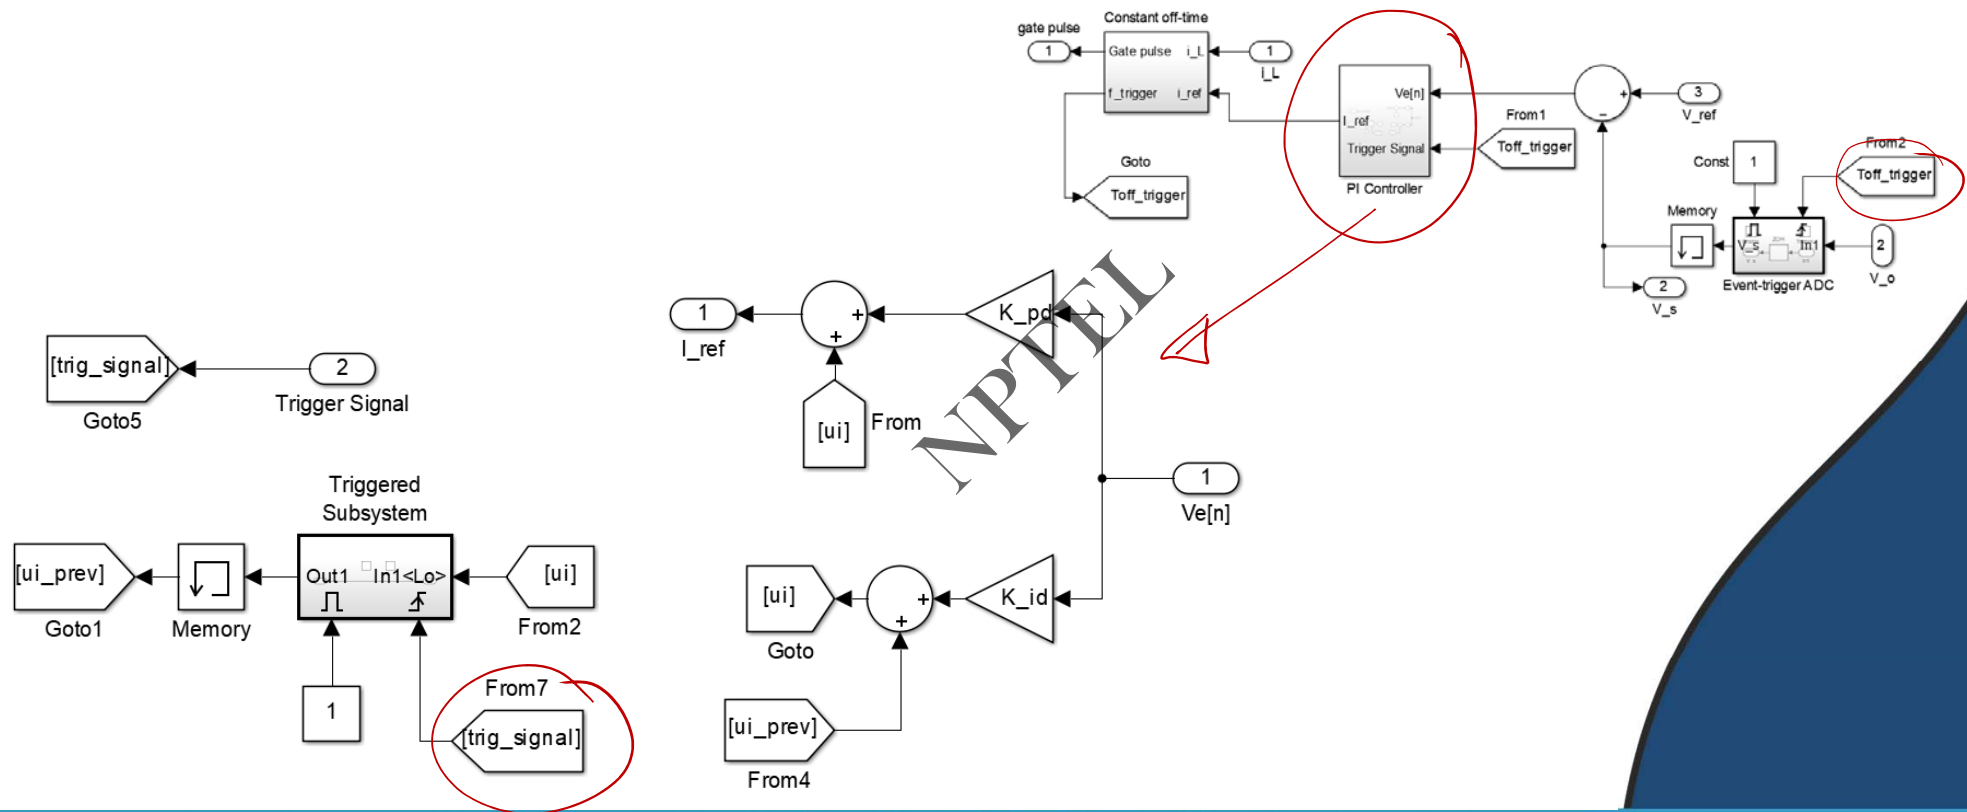 Constant off-time
gate pulse
1
Gate pulse
i_L
1
i_L
f_trigger
i_ref
Goto
Toff_trigger
Ve[n]
I_ref
Trigger Signal
PI Controller
From1
Toff_trigger
+
−
3
V_ref
Const
1
From2
Toff_trigger
Memory
V_s
In1
ZOH
2
V_o
Event-trigger ADC
2
V_s
1
I_ref
+
+
K_pd
[ui]
From
NPTEL
1
Ve[n]
[trig_signal]
Goto5
2
Trigger Signal
Triggered
Subsystem
[ui_prev]
Goto1
Memory
Out1
In1<Lo>
[ui]
From2
1
From7
[trig_signal]
[ui]
Goto
+
+
K_id
[ui_prev]
From4